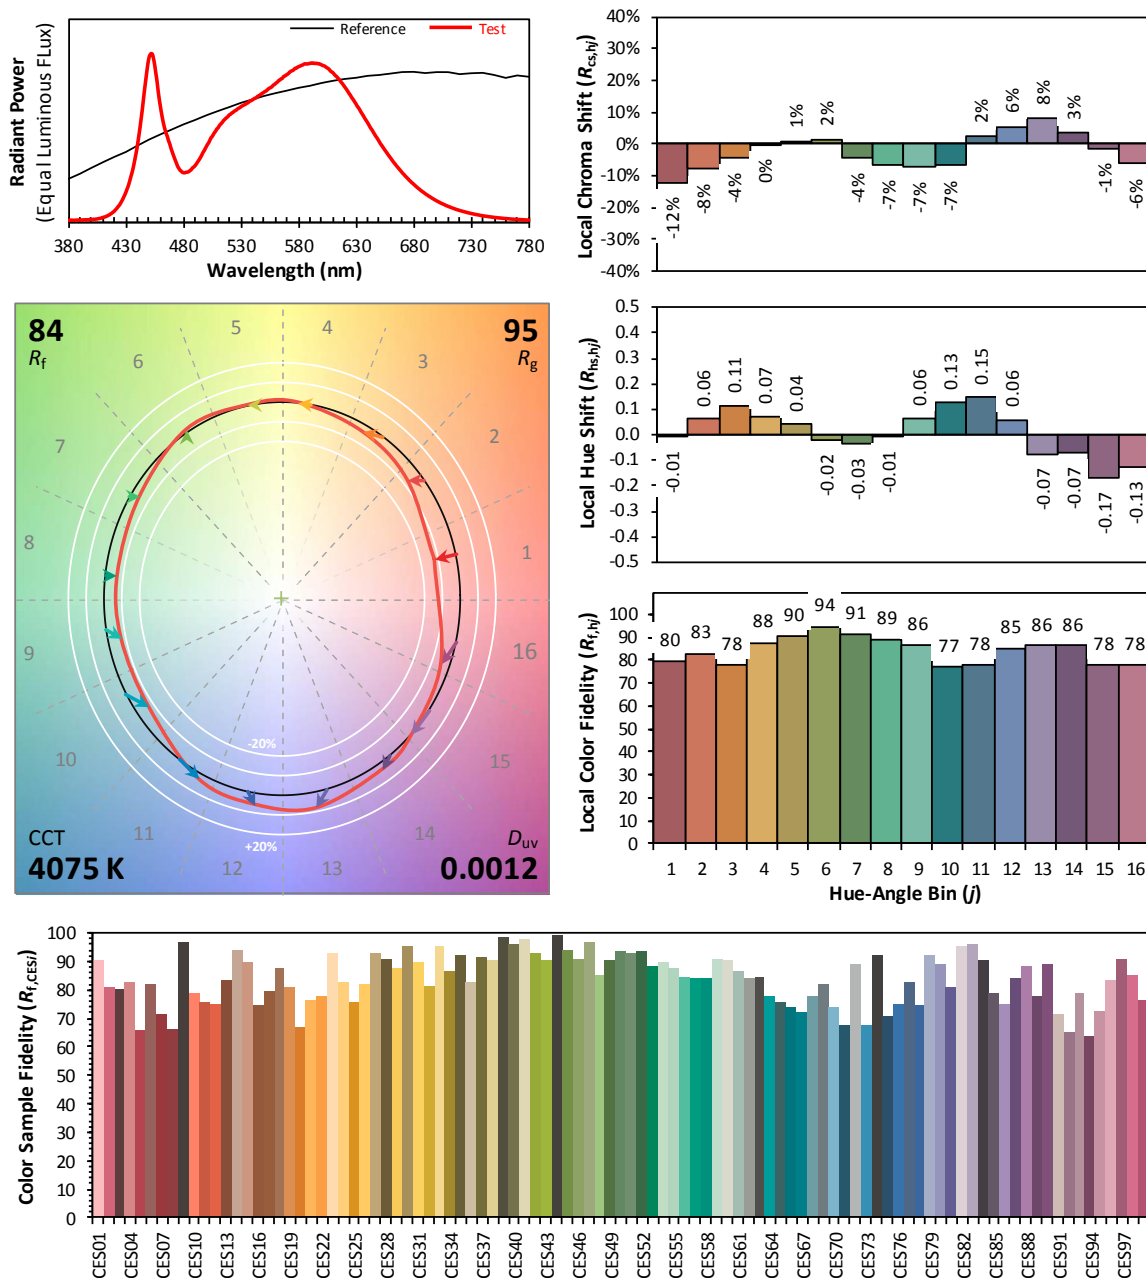 Radiant Power
(Equal Luminous FLux)
Reference
Test
380 430 480 530 580 630 680 730 780
Wavelength (nm)
Local Chroma Shift (Rcs,hj)
40%
30%
20%
10%
0%
-10%
-20%
-30%
-40%
-12% -8% -4% 0% 1% 2% -4% -7% -7% -7% 2% 6% 8% 3% -1% -6%
84
Rf
95
Rg
5 4
6 3
7 2
8 1
9 16
10 15
11 14
12 13
-20%
+20%
CCT
4075 K
Duv
0.0012
Local Hue Shift (Rhs,hj)
0.5
0.4
0.3
0.2
0.1
0.0
-0.1
-0.2
-0.3
-0.4
-0.5
-0.01 0.06 0.11 0.07 0.04 -0.02 -0.03 -0.01 0.06 0.13 0.15 0.06 -0.07 -0.07 -0.17 -0.13
Local Color Fidelity (Rf,hj)
100
90
80
70
60
50
40
30
20
10
0
80 83 78 88 90 94 91 89 86 77 78 85 86 86 78 78
1 2 3 4 5 6 7 8 9 10 11 12 13 14 15 16
Hue-Angle Bin (j)
Color Sample Fidelity (Rf,CESi)
100
90
80
70
60
50
40
30
20
10
0
CES01 CES04 CES07 CES10 CES13 CES16 CES19 CES22 CES25 CES28 CES31 CES34 CES37 CES40 CES43 CES46 CES49 CES52 CES55 CES58 CES61 CES64 CES67 CES70 CES73 CES76 CES79 CES82 CES85 CES88 CES91 CES94 CES97